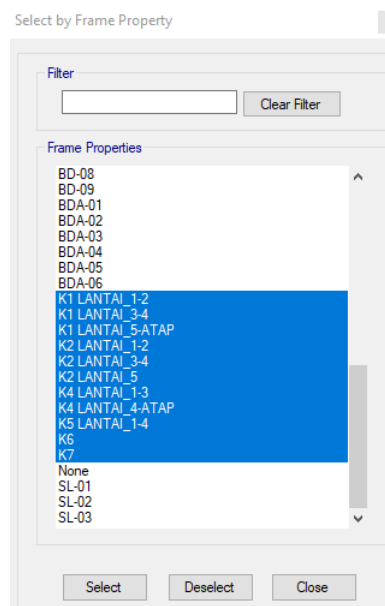 Select by Frame Property
Filter
Clear Filter
Frame Properties
BD-08
BD-09
BDA-01
BDA-02
BDA-03
BDA-04
BDA-05
BDA-06
K1 LANTAI_1-2
K1 LANTAI_3-4
K1 LANTAI_5-ATAP
K2 LANTAI_1-2
K2 LANTAI_3-4
K2 LANTAI_5
K4 LANTAI_1-3
K4 LANTAI_4-ATAP
K5 LANTAI_1-4
K6
K7
None
SL-01
SL-02
SL-03
Select Deselect Close